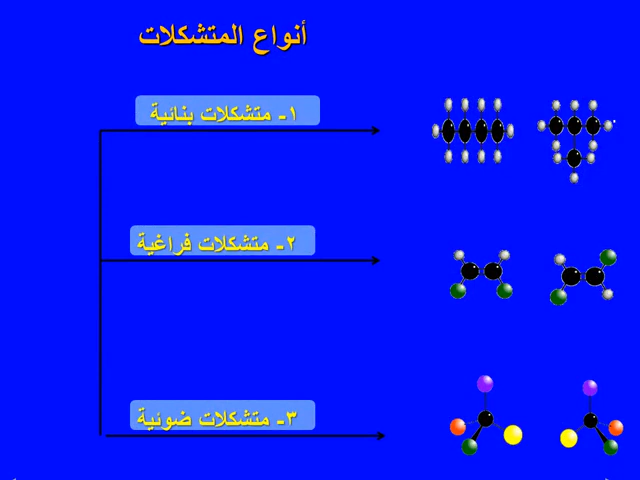 أنواع المتشكلات
١- متشكلات بنائية
٢- متشكلات فراغية
٣- متشكلات ضوئية